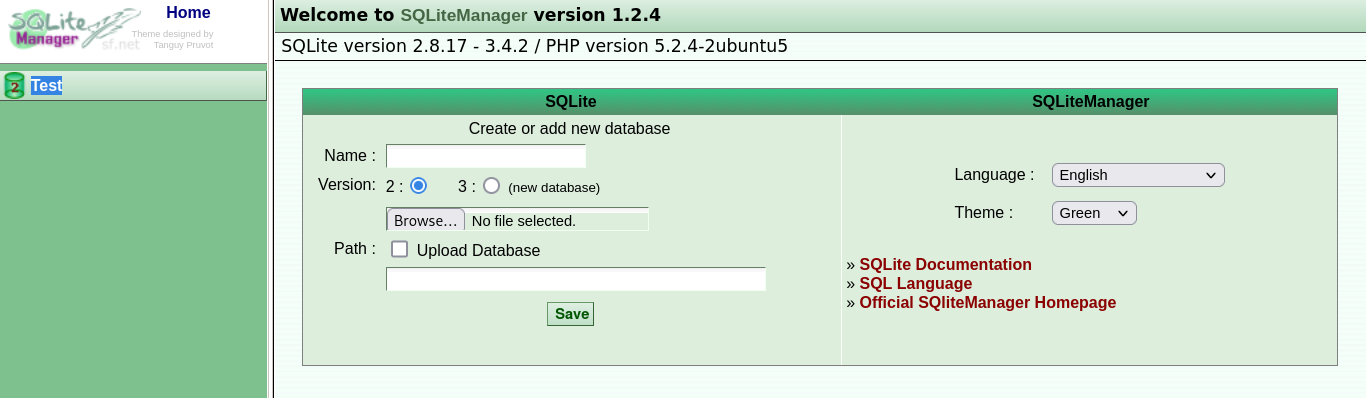 SQLite
Manager
sf.net
Home
Theme designed by
Tanguy Pruvot
2 Test
Welcome to SQLiteManager version 1.2.4
SQLite version 2.8.17 - 3.4.2 / PHP version 5.2.4-2ubuntu5
SQLite
Create or add new database
Name :
Version: 2 : 3 : (new database)
Browse... No file selected.
Path : Upload Database
Save
SQLiteManager
Language : English
Theme : Green
» SQLite Documentation
» SQL Language
» Official SQliteManager Homepage